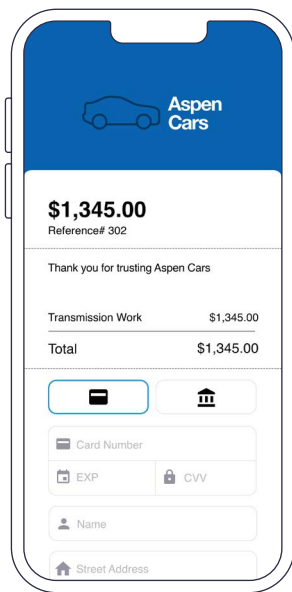 Aspen
Cars
$1,345.00
Reference# 302
Thank you for trusting Aspen Cars
Transmission Work $1,345.00
Total $1,345.00
Card Number
EXP CVV
Name
Street Address